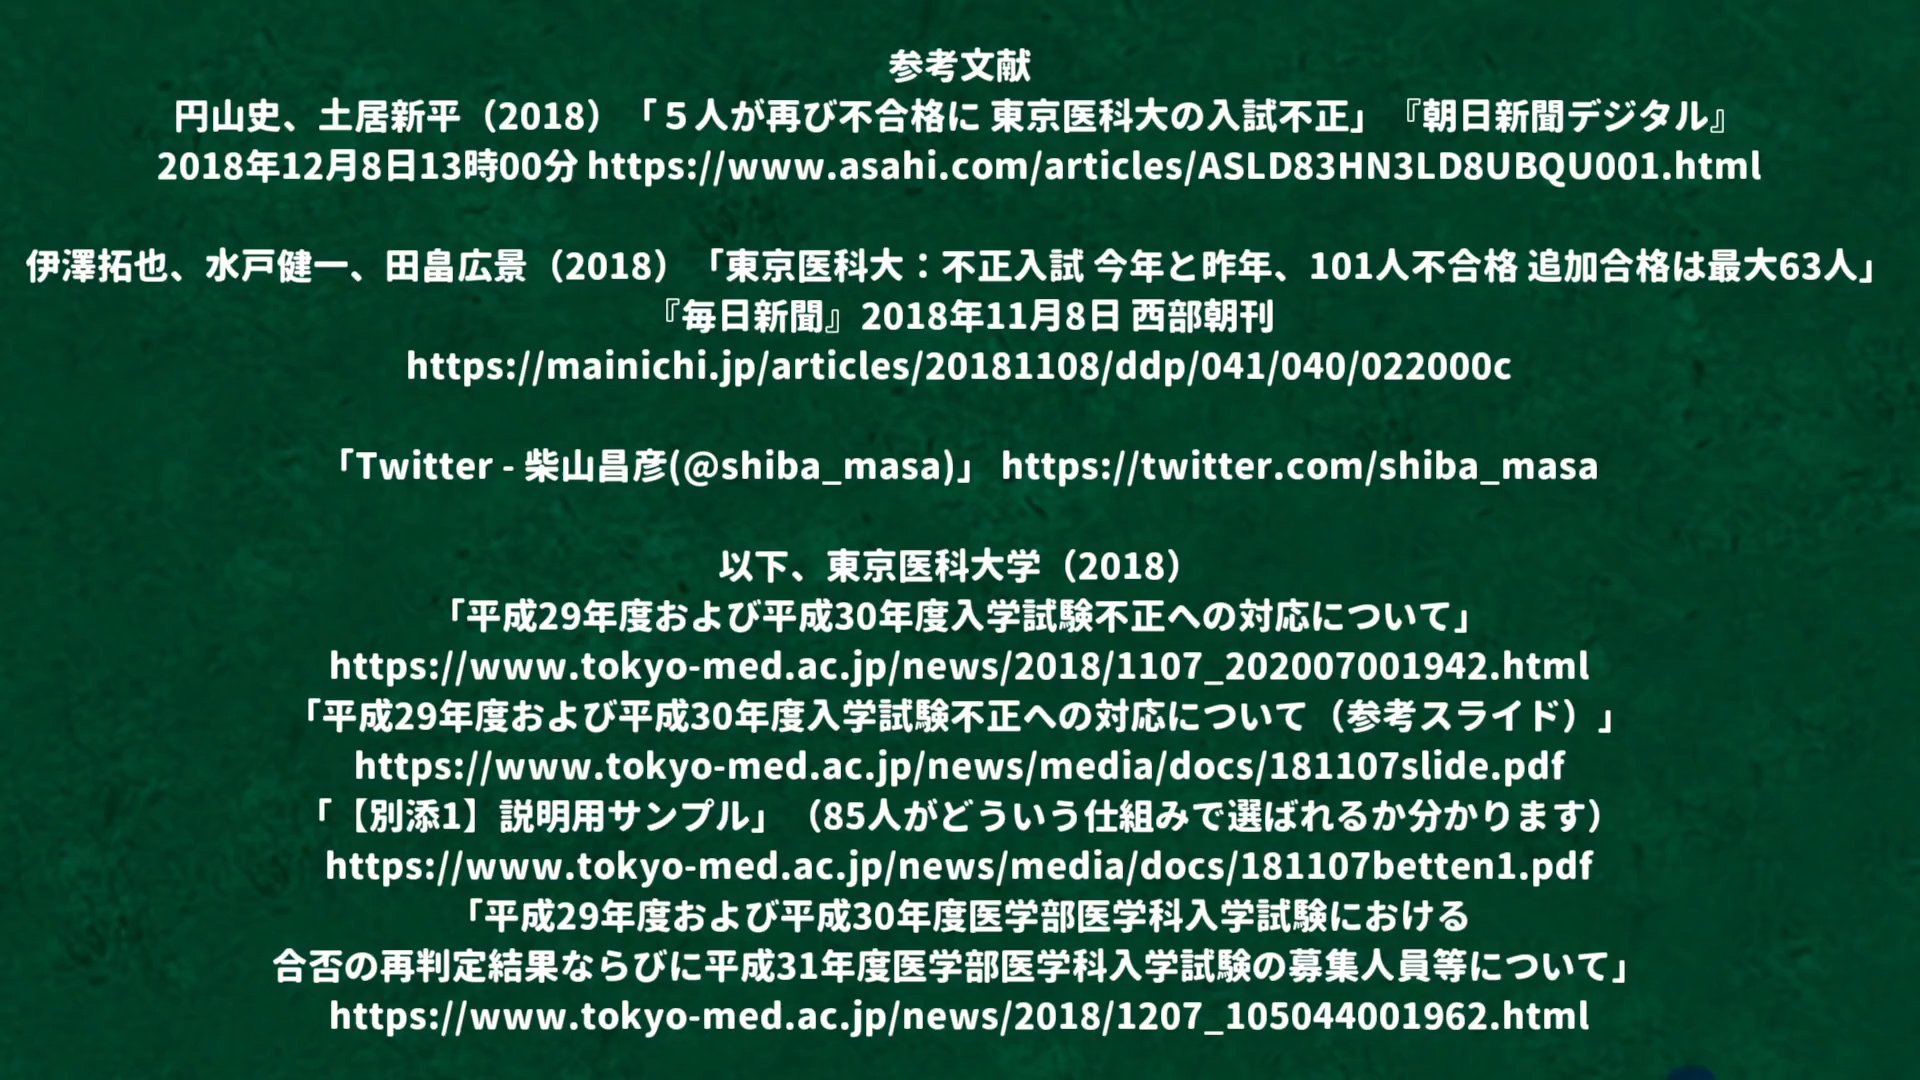 参考文献
円山史、土居新平（2018）「５人が再び不合格に 東京医科大の入試不正」『朝日新聞デジタル』
2018年12月8日13時00分 https://www.asahi.com/articles/ASLD83HN3LD8UBQU001.html
伊澤拓也、水戸健一、田畠広景（2018）「東京医科大：不正入試 今年と昨年、101人不合格 追加合格は最大63人」
『毎日新聞』2018年11月8日 西部朝刊
https://mainichi.jp/articles/20181108/ddp/041/040/022000c
「Twitter - 柴山昌彦(@shiba_masa)」 https://twitter.com/shiba_masa
以下、東京医科大学（2018）
「平成29年度および平成30年度入学試験不正への対応について」
https://www.tokyo-med.ac.jp/news/2018/1107_202007001942.html
「平成29年度および平成30年度入学試験不正への対応について（参考スライド）」
https://www.tokyo-med.ac.jp/news/media/docs/181107slide.pdf
「【別添1】説明用サンプル」（85人がどういう仕組みで選ばれるか分かります）
https://www.tokyo-med.ac.jp/news/media/docs/181107betten1.pdf
「平成29年度および平成30年度医学部医学科入学試験における
合否の再判定結果ならびに平成31年度医学部医学科入学試験の募集人員等について」
https://www.tokyo-med.ac.jp/news/2018/1207_105044001962.html